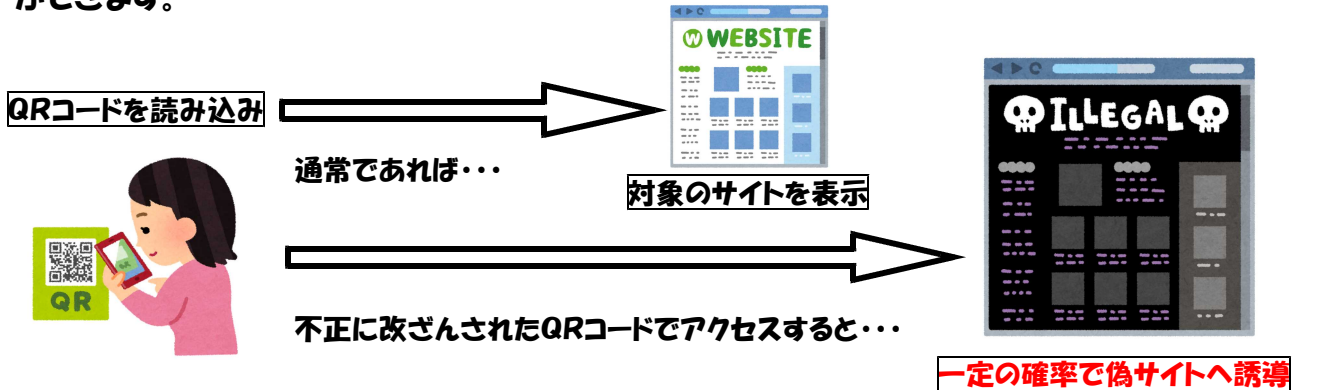 ができます。
WEBSITE
QRコードを読み込み
ILLEGAL
通常であれば・・・
対象のサイトを表示
QR
不正に改ざんされたQRコードでアクセスすると・・・
一定の確率で偽サイトへ誘導